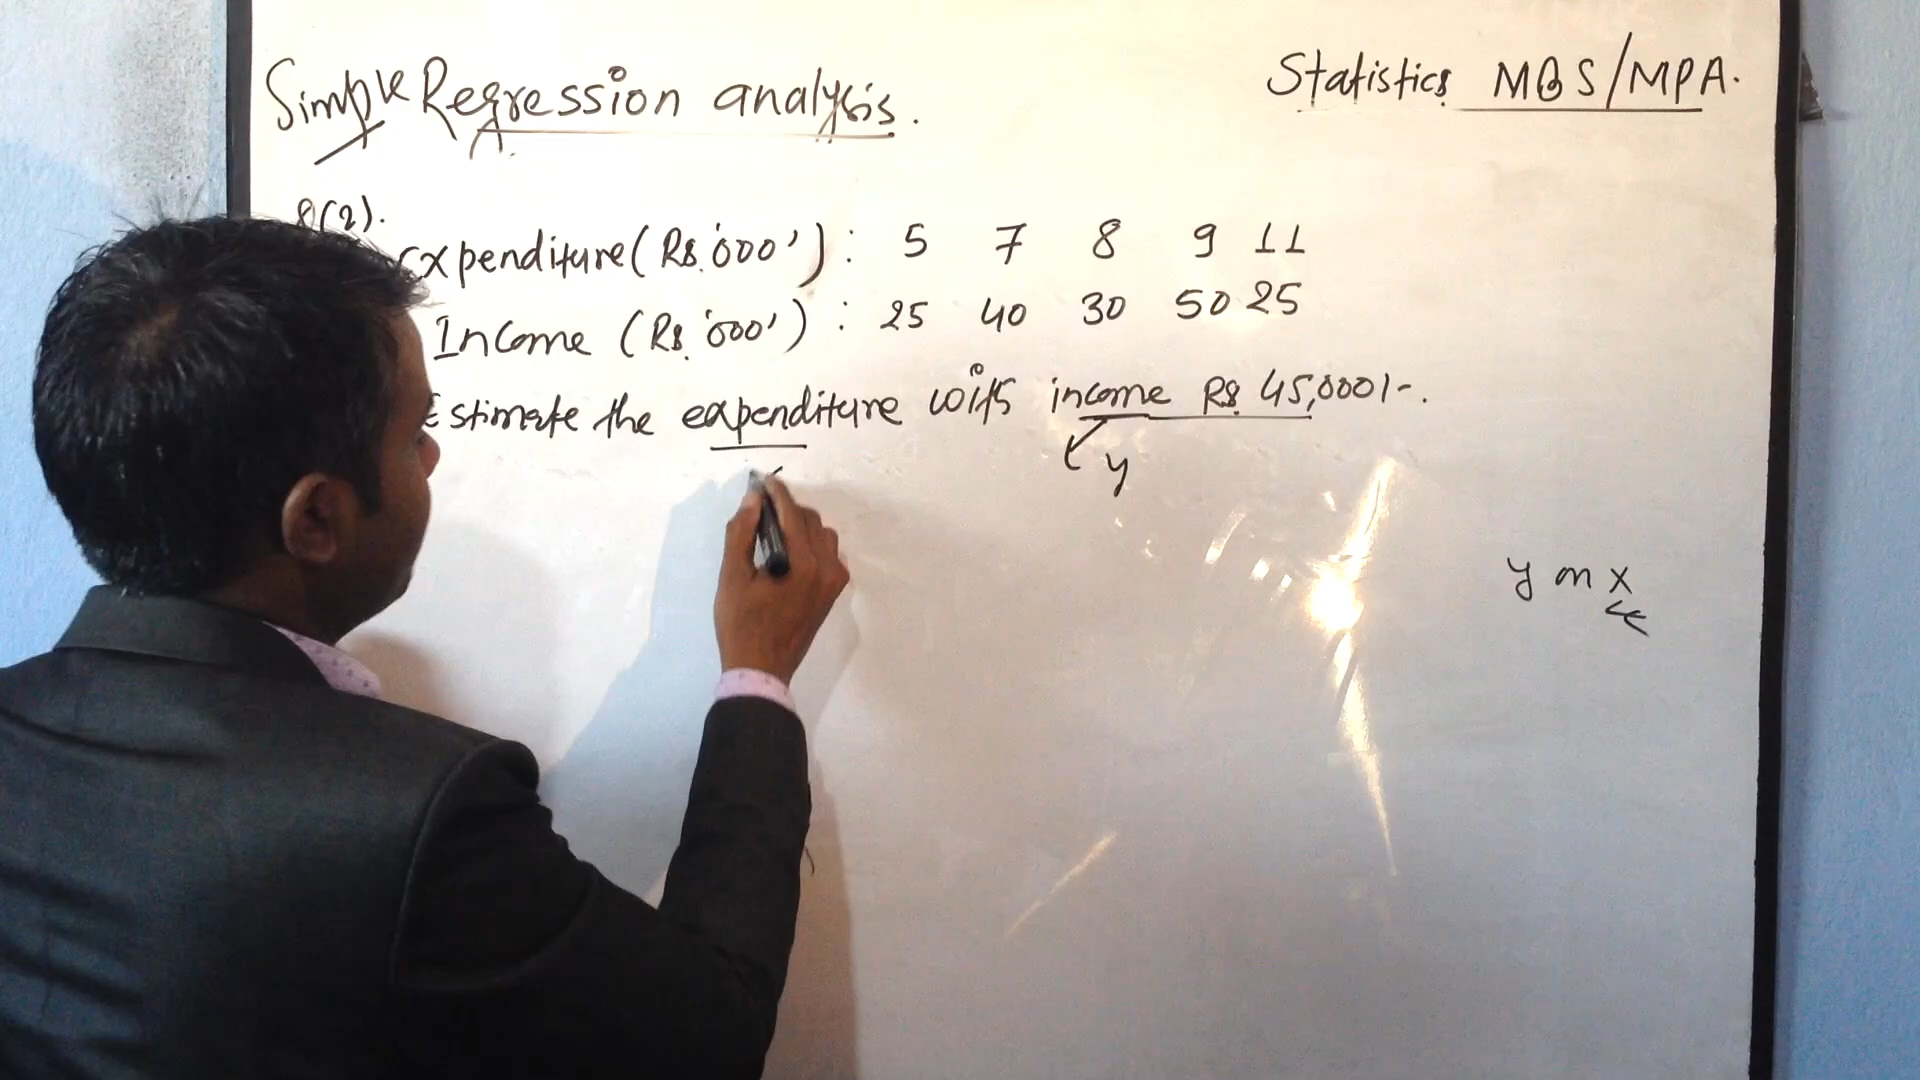 Simple Regression analysis.
Statistics MBS/MPA.
8(2).
Expenditure (Rs.'000') : 5 7 8 9 11
Income (Rs.'000') : 25 40 30 50 25
Estimate the expenditure with income Rs. 45,000/-.
y
y on x